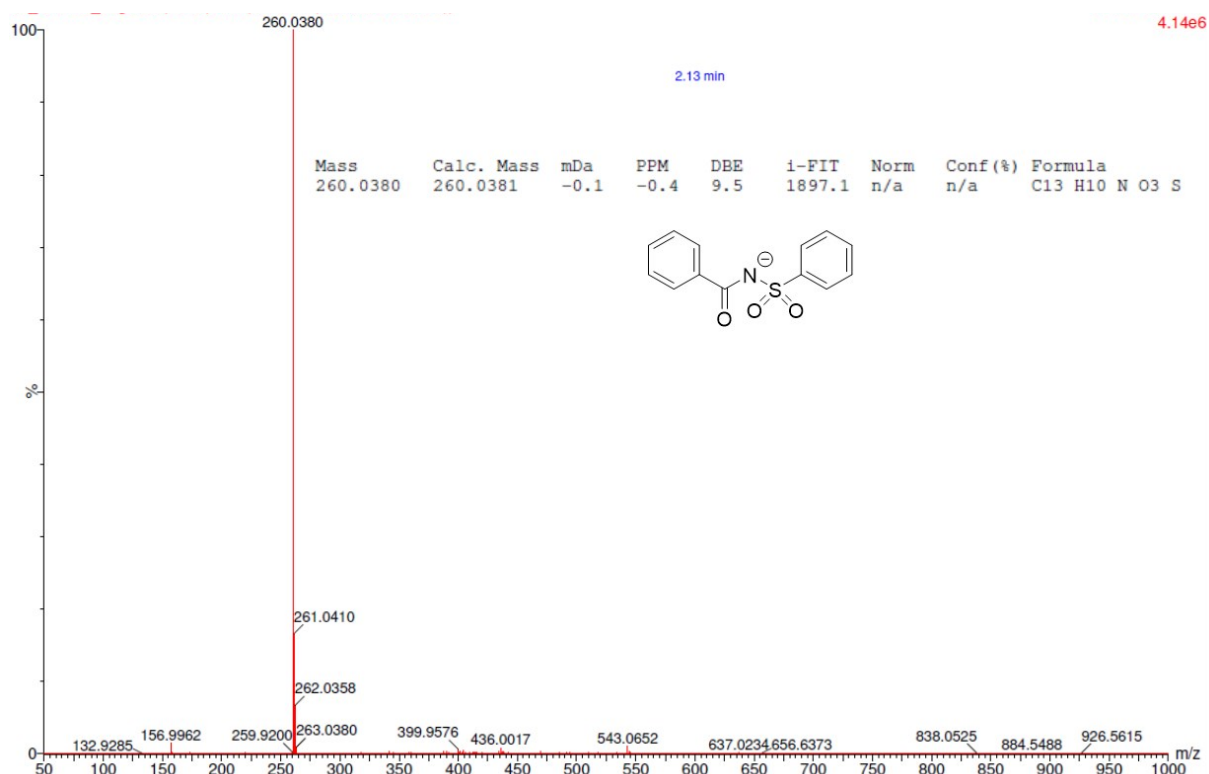 260.0380
4.14e6
100
2.13 min
Mass Calc. Mass mDa PPM DBE i-FIT Norm Conf(%) Formula
260.0380 260.0381 -0.1 -0.4 9.5 1897.1 n/a n/a C13 H10 N O3 S
N
S
O
O O
%
261.0410
262.0358
132.9285 156.9962 259.9200 263.0380 399.9576 436.0017 543.0652 637.0234 656.6373 838.0525 884.5488 926.5615
0
50 100 150 200 250 300 350 400 450 500 550 600 650 700 750 800 850 900 950 1000 m/z